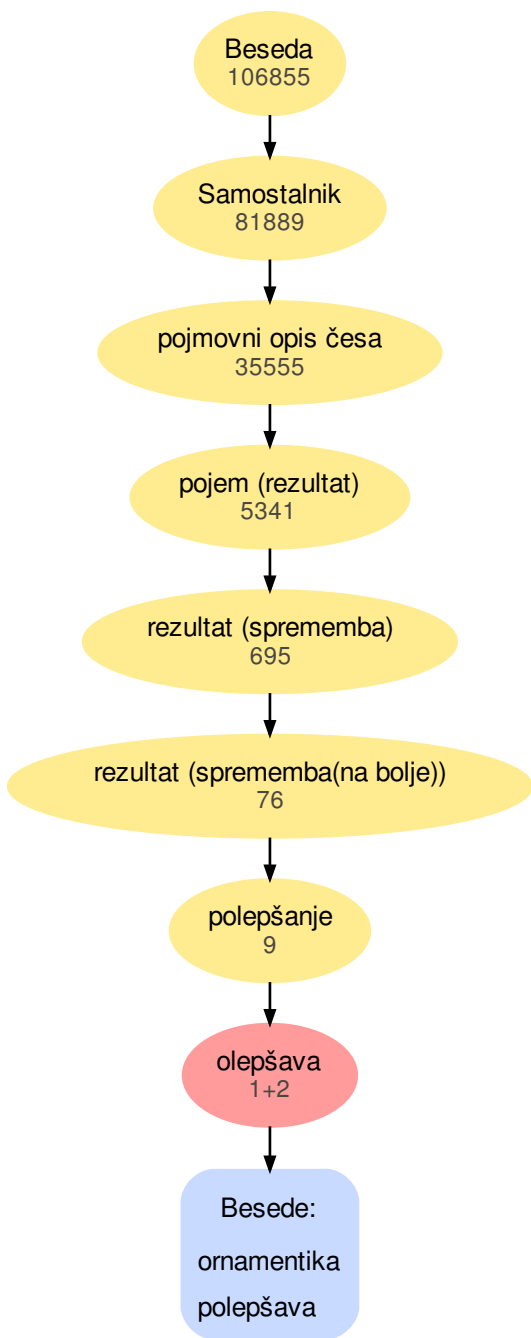 Beseda
106855
Samostalnik
81889
pojmovni opis česa
35555
pojem (rezultat)
5341
rezultat (sprememba)
695
rezultat (sprememba(na bolje))
76
polepšanje
9
olepšava
1+2
Besede:
ornamentika
polepšava